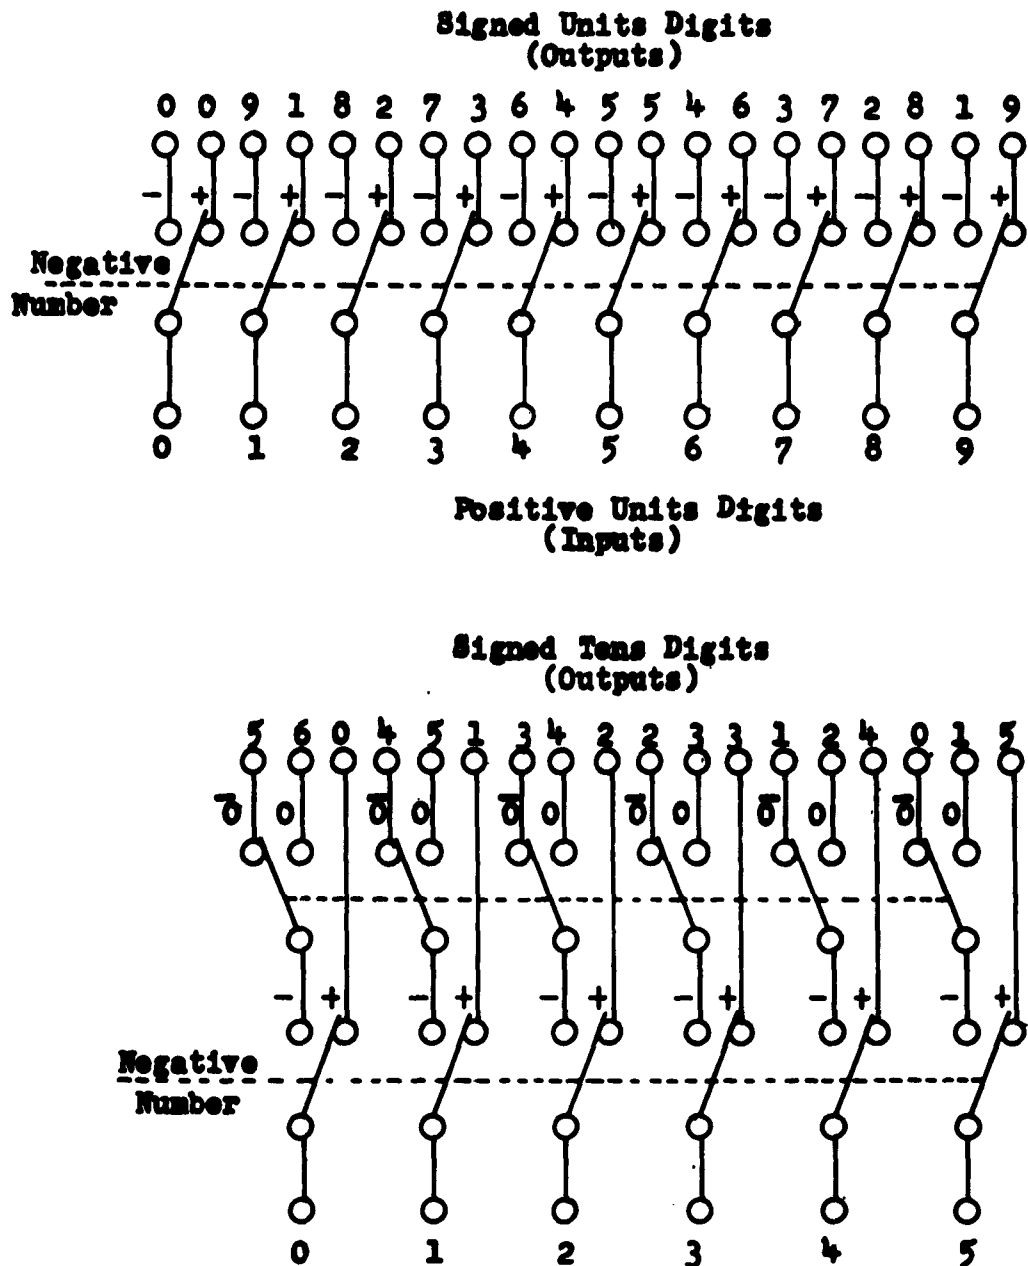 Signed Units Digits
(Outputs)
0 0 9 1 8 2 7 3 6 4 5 5 4 6 3 7 2 8 1 9
- + - + - + - + - + - + - + - + - + - +
Negative
Number
0 1 2 3 4 5 6 7 8 9
Positive Units Digits
(Inputs)
Signed Tens Digits
(Outputs)
5 6 0 4 5 1 3 4 2 2 3 3 1 2 4 0 1 5
0̅ 0 0̅ 0 0̅ 0 0̅ 0 0̅ 0 0̅ 0
- + - + - + - + - + - +
Negative
Number
0 1 2 3 4 5